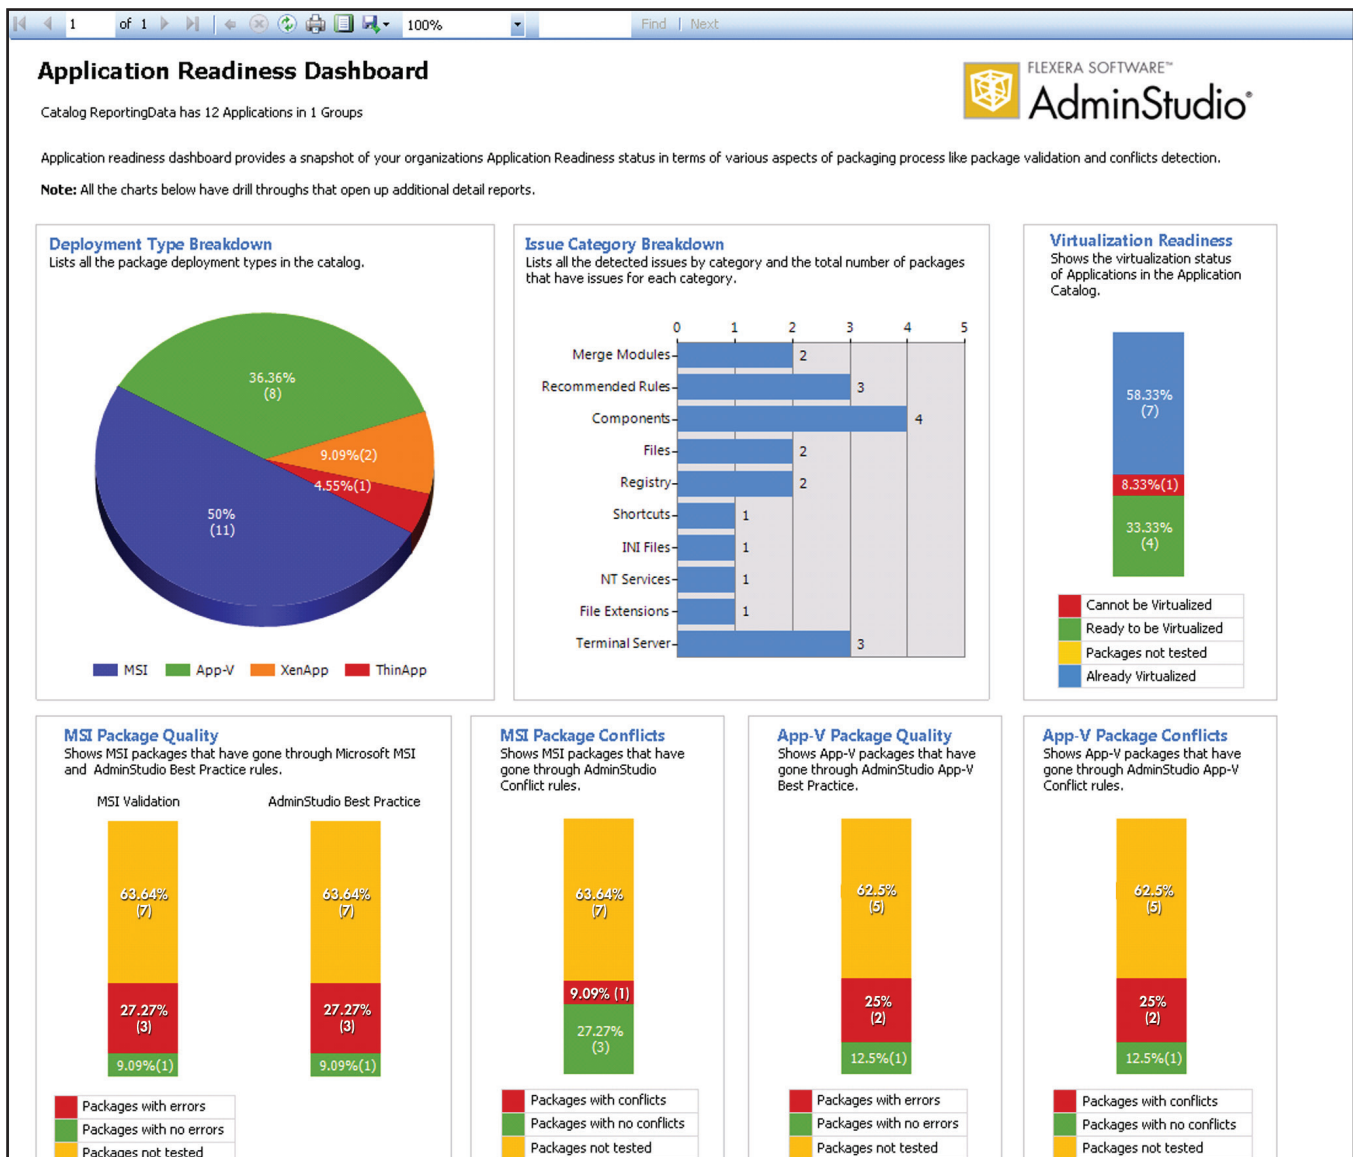 1 of 1 100% Find | Next
Application Readiness Dashboard
FLEXERA SOFTWARE™
AdminStudio®
Catalog ReportingData has 12 Applications in 1 Groups
Application readiness dashboard provides a snapshot of your organizations Application Readiness status in terms of various aspects of packaging process like package validation and conflicts detection.
Note: All the charts below have drill throughs that open up additional detail reports.
Deployment Type Breakdown
Lists all the package deployment types in the catalog.
36.36%
(8)
9.09%(2)
4.55%(1)
50%
(11)
MSI App-V XenApp ThinApp
Issue Category Breakdown
Lists all the detected issues by category and the total number of packages
that have issues for each category.
0 1 2 3 4 5
Merge Modules 2
Recommended Rules 3
Components 4
Files 2
Registry 2
Shortcuts 1
INI Files 1
NT Services 1
File Extensions 1
Terminal Server 3
Virtualization Readiness
Shows the virtualization status
of Applications in the Application
Catalog.
58.33%
(7)
8.33%(1)
33.33%
(4)
Cannot be Virtualized
Ready to be Virtualized
Packages not tested
Already Virtualized
MSI Package Quality
Shows MSI packages that have gone through Microsoft MSI
and AdminStudio Best Practice rules.
MSI Validation AdminStudio Best Practice
63.64% 63.64%
(7) (7)
27.27% 27.27%
(3) (3)
9.09%(1) 9.09%(1)
Packages with errors
Packages with no errors
Packages not tested
MSI Package Conflicts
Shows MSI packages that have
gone through AdminStudio
Conflict rules.
63.64%
(7)
9.09% (1)
27.27%
(3)
Packages with conflicts
Packages with no conflicts
Packages not tested
App-V Package Quality
Shows App-V packages that have
gone through AdminStudio App-V
Best Practice.
62.5%
(5)
25%
(2)
12.5%(1)
Packages with errors
Packages with no errors
Packages not tested
App-V Package Conflicts
Shows App-V packages that have
gone through AdminStudio App-V
Conflict rules.
62.5%
(5)
25%
(2)
12.5%(1)
Packages with conflicts
Packages with no conflicts
Packages not tested